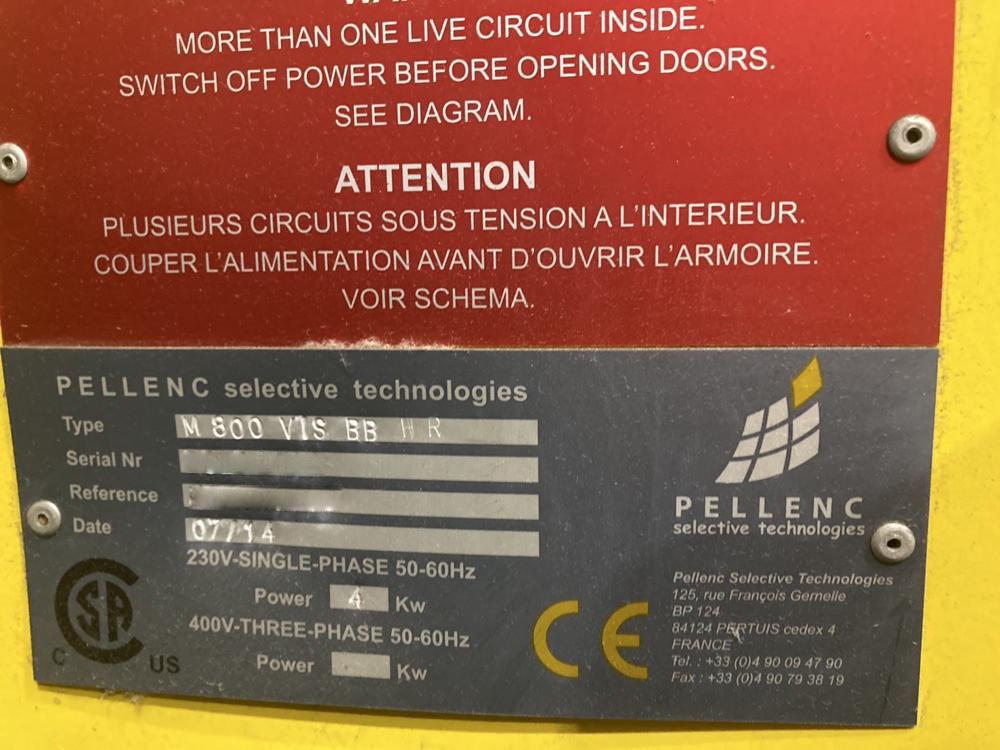 MORE THAN ONE LIVE CIRCUIT INSIDE.
SWITCH OFF POWER BEFORE OPENING DOORS.
SEE DIAGRAM.
ATTENTION
PLUSIEURS CIRCUITS SOUS TENSION A L'INTERIEUR.
COUPER L'ALIMENTATION AVANT D'OUVRIR L'ARMOIRE.
VOIR SCHEMA.
PELLENC selective technologies
Type M 800 VIS BB HR
Serial Nr
Reference
Date 07/14
230V-SINGLE-PHASE 50-60Hz
Power 4 Kw
400V-THREE-PHASE 50-60Hz
Power Kw
CSA
C US
CE
PELLENC
selective technologies
Pellenc Selective Technologies
125, rue François Gernelle
BP 124
84124 PERTUIS cedex 4
FRANCE
Tel. : +33 (0)4 90 09 47 90
Fax : +33 (0)4 90 79 38 19